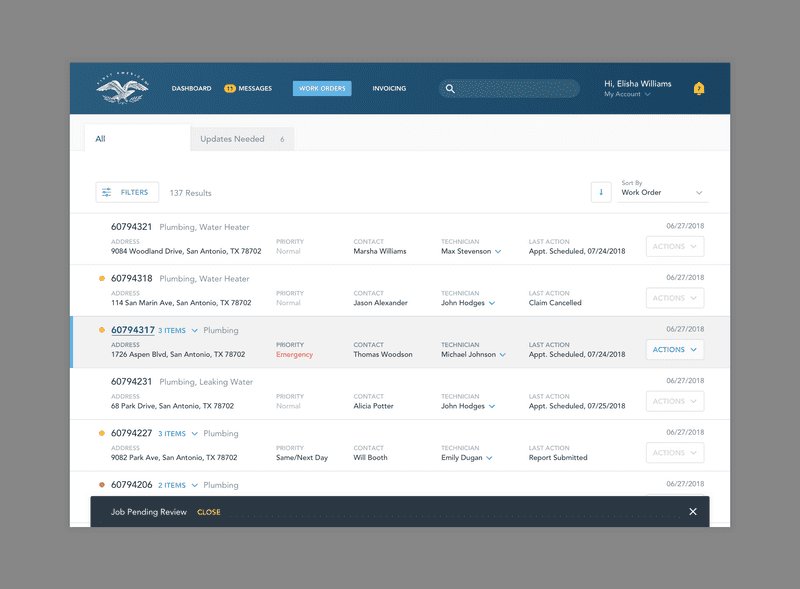 FIRST AMERICAN
DASHBOARD 11 MESSAGES WORK ORDERS INVOICING
Hi, Elisha Williams
My Account
7
All Updates Needed 6
FILTERS 137 Results
Sort By
Work Order
60794321 Plumbing, Water Heater 06/27/2018
ADDRESS PRIORITY CONTACT TECHNICIAN LAST ACTION
9084 Woodland Drive, San Antonio, TX 78702 Normal Marsha Williams Max Stevenson Appt. Scheduled, 07/24/2018
ACTIONS
60794318 Plumbing, Water Heater 06/27/2018
ADDRESS PRIORITY CONTACT TECHNICIAN LAST ACTION
114 San Marin Ave, San Antonio, TX 78702 Normal Jason Alexander John Hodges Claim Cancelled
ACTIONS
60794317 3 ITEMS Plumbing 06/27/2018
ADDRESS PRIORITY CONTACT TECHNICIAN LAST ACTION
1726 Aspen Blvd, San Antonio, TX 78702 Emergency Thomas Woodson Michael Johnson Appt. Scheduled, 07/24/2018
ACTIONS
60794231 Plumbing, Leaking Water 06/27/2018
ADDRESS PRIORITY CONTACT TECHNICIAN LAST ACTION
68 Park Drive, San Antonio, TX 78702 Normal Alicia Potter John Hodges Appt. Scheduled, 07/25/2018
ACTIONS
60794227 3 ITEMS Plumbing 06/27/2018
ADDRESS PRIORITY CONTACT TECHNICIAN LAST ACTION
9082 Park Ave, San Antonio, TX 78702 Same/Next Day Will Booth Emily Dugan Report Submitted
ACTIONS
60794206 2 ITEMS Plumbing 06/27/2018
Job Pending Review CLOSE